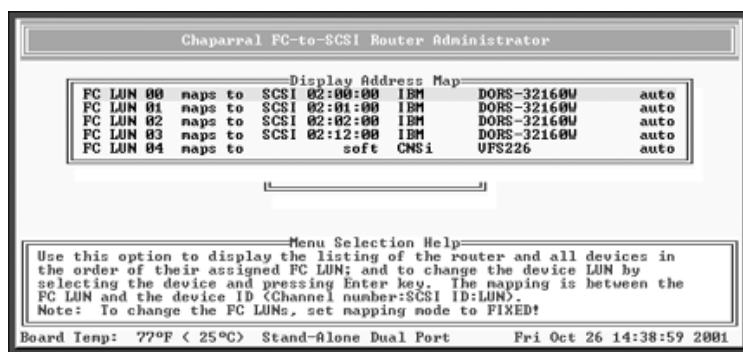 Chaparral FC-to-SCSI Router Administrator
Display Address Map
FC LUN 00 maps to SCSI 02:00:00 IBM DORS-32160W auto
FC LUN 01 maps to SCSI 02:01:00 IBM DORS-32160W auto
FC LUN 02 maps to SCSI 02:02:00 IBM DORS-32160W auto
FC LUN 03 maps to SCSI 02:12:00 IBM DORS-32160W auto
FC LUN 04 maps to soft CNSi VFS226 auto
Menu Selection Help
Use this option to display the listing of the router and all devices in
the order of their assigned FC LUN; and to change the device LUN by
selecting the device and pressing Enter key. The mapping is between the
FC LUN and the device ID (Channel number:SCSI ID:LUN).
Note: To change the FC LUNs, set mapping mode to FIXED!
Board Temp: 77ºF ( 25ºC) Stand-Alone Dual Port Fri Oct 26 14:38:59 2001